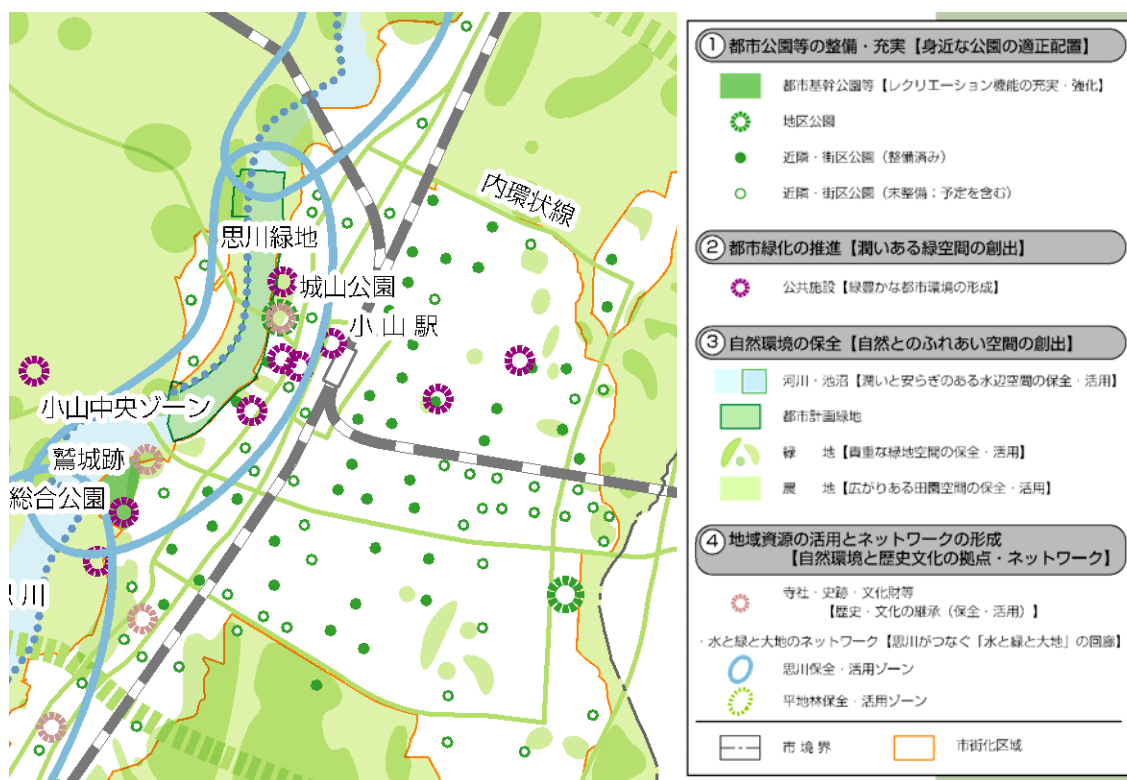 内環状線
思川緑地
城山公園
小山駅
小山中央ゾーン
鷲城跡
総合公園
川
① 都市公園等の整備・充実【身近な公園の適正配置】
都市基幹公園等【レクリエーション機能の充実・強化】
地区公園
近隣・街区公園（整備済み）
近隣・街区公園（未整備：予定を含む）
② 都市緑化の推進【潤いある緑空間の創出】
公共施設【緑豊かな都市環境の形成】
③ 自然環境の保全【自然とのふれあい空間の創出】
河川・池沼【潤いと安らぎのある水辺空間の保全・活用】
都市計画緑地
緑　地【貴重な緑地空間の保全・活用】
農　地【広がりある田園空間の保全・活用】
④ 地域資源の活用とネットワークの形成
【自然環境と歴史文化の拠点・ネットワーク】
寺社・史跡・文化財等
【歴史・文化の継承（保全・活用）】
・水と緑と大地のネットワーク【思川がつなぐ「水と緑と大地」の回廊】
思川保全・活用ゾーン
平地林保全・活用ゾーン
市境界
市街化区域